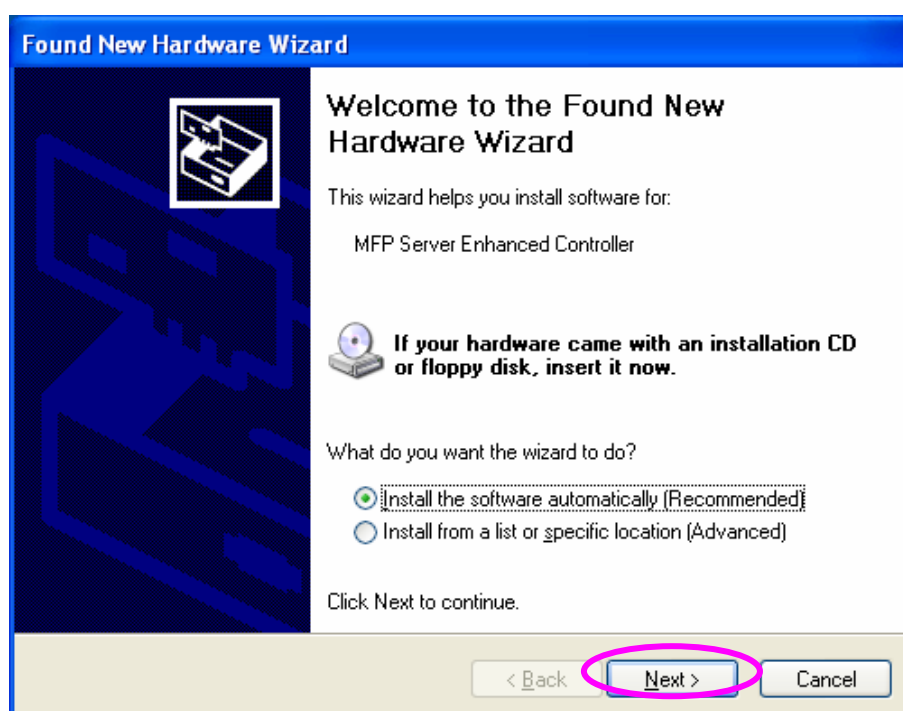 Found New Hardware Wizard
Welcome to the Found New
Hardware Wizard
This wizard helps you install software for:
MFP Server Enhanced Controller
If your hardware came with an installation CD
or floppy disk, insert it now.
What do you want the wizard to do?
Install the software automatically (Recommended)
Install from a list or specific location (Advanced)
Click Next to continue.
< Back Next > Cancel